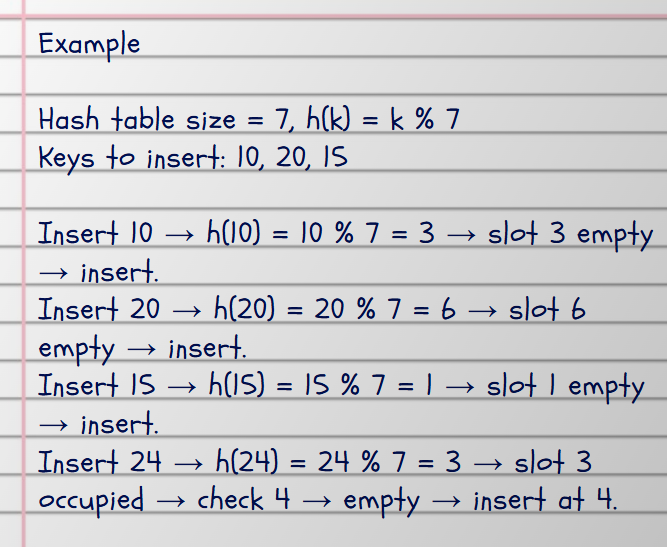 Example
Hash table size = 7, h(k) = k % 7
Keys to insert: 10, 20, 15
Insert 10 → h(10) = 10 % 7 = 3 → slot 3 empty
→ insert.
Insert 20 → h(20) = 20 % 7 = 6 → slot 6
empty → insert.
Insert 15 → h(15) = 15 % 7 = 1 → slot 1 empty
→ insert.
Insert 24 → h(24) = 24 % 7 = 3 → slot 3
occupied → check 4 → empty → insert at 4.